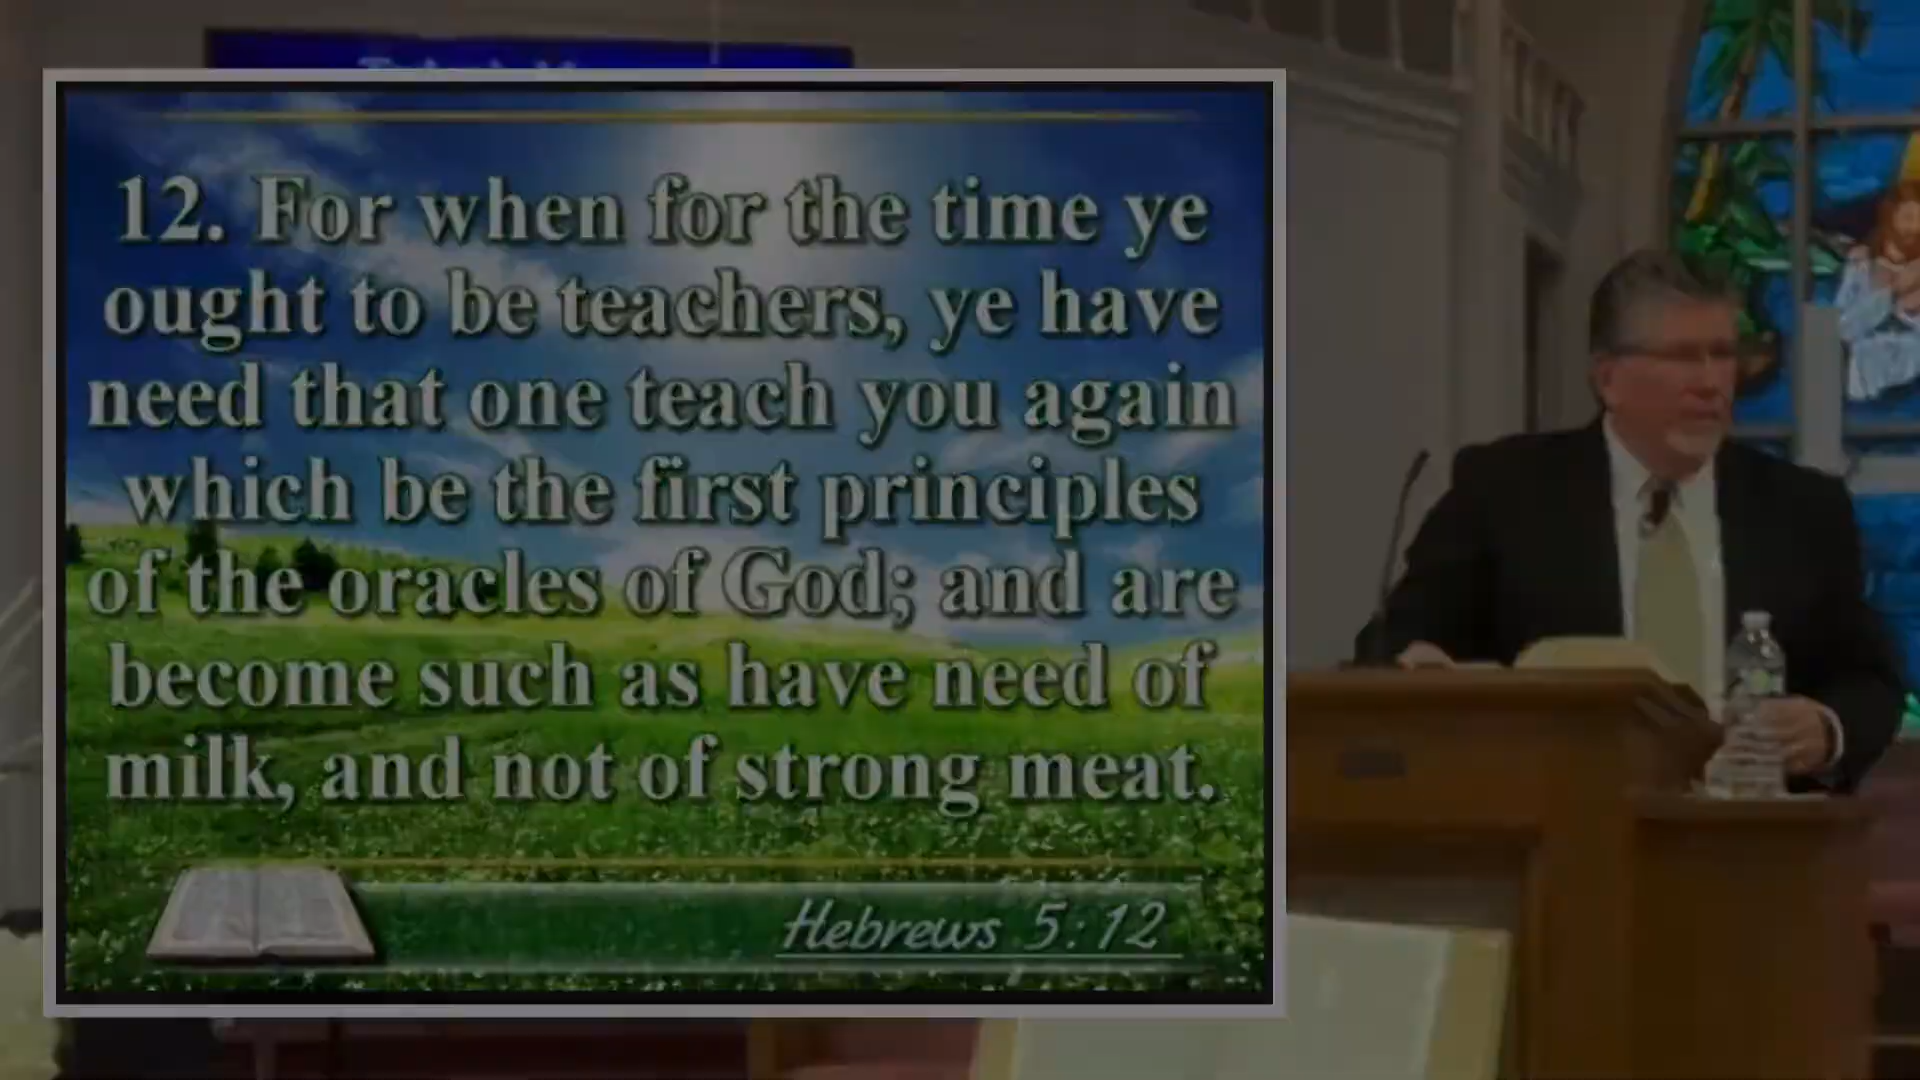 12. For when for the time ye
ought to be teachers, ye have
need that one teach you again
which be the first principles
of the oracles of God; and are
become such as have need of
milk, and not of strong meat.
Hebrews 5:12